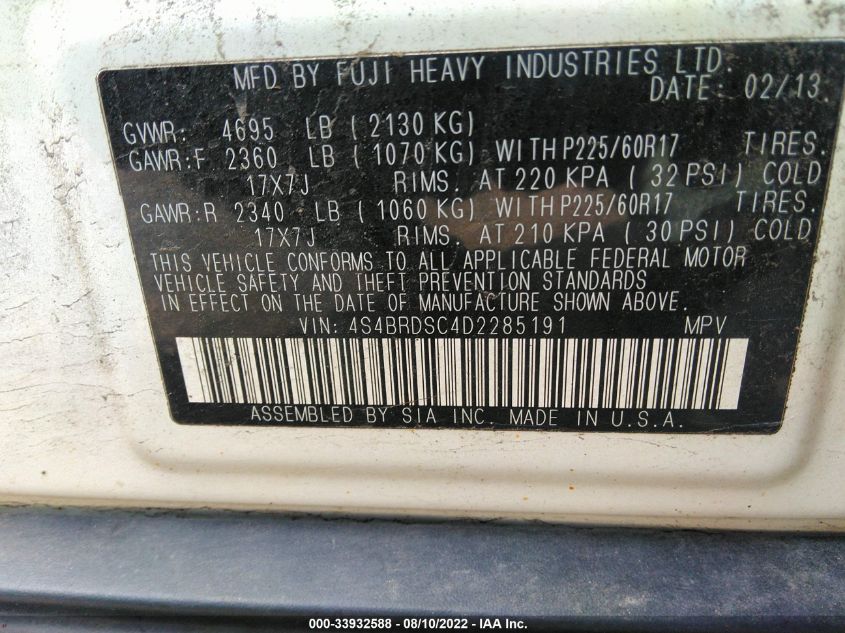 MFD BY FUJI HEAVY INDUSTRIES LTD.
DATE: 02/13
GVWR: 4695 LB ( 2130 KG)
GAWR:F 2360 LB ( 1070 KG) WITH P225/60R17 TIRES.
17X7J RIMS. AT 220 KPA ( 32 PSI) COLD
GAWR:R 2340 LB ( 1060 KG) WITH P225/60R17 TIRES.
17X7J RIMS. AT 210 KPA ( 30 PSI) COLD
THIS VEHICLE CONFORMS TO ALL APPLICABLE FEDERAL MOTOR
VEHICLE SAFETY AND THEFT PREVENTION STANDARDS
IN EFFECT ON THE DATE OF MANUFACTURE SHOWN ABOVE.
VIN: 4S4BRDSC4D2285191 MPV
ASSEMBLED BY SIA INC. MADE IN U.S.A.
000-33932588 - 08/10/2022 - IAA Inc.